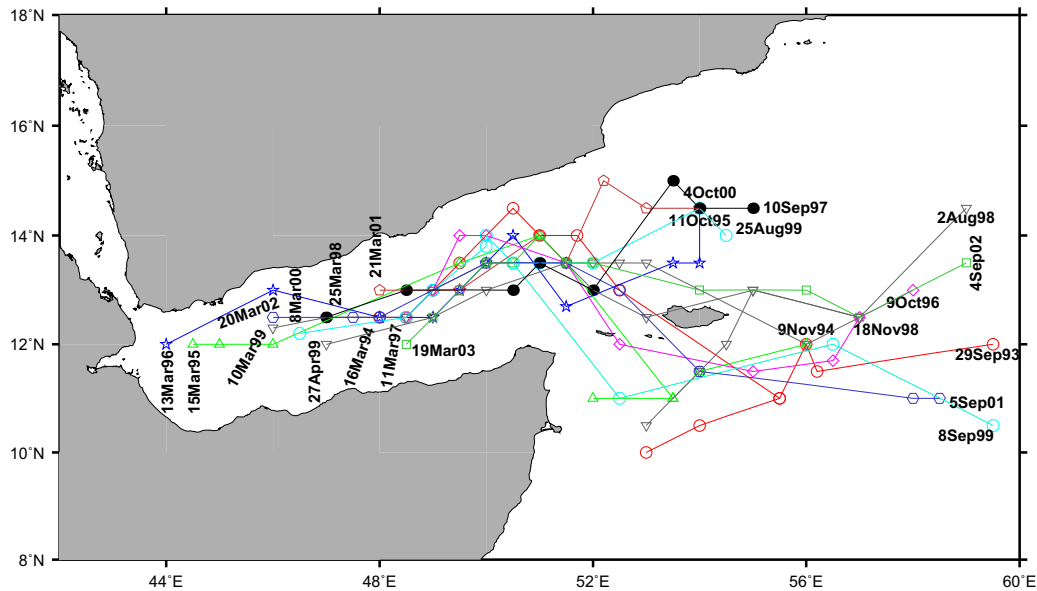 18˚N
16˚N
14˚N
12˚N
10˚N
8˚N
44˚E
48˚E
52˚E
56˚E
60˚E
4Oct00
10Sep97
11Oct95
25Aug99
2Aug98
4Sep02
9Oct96
18Nov98
9Nov94
29Sep93
5Sep01
8Sep99
21Mar01
25Mar98
8Mar00
20Mar02
10Mar99
13Mar96
15Mar95
27Apr99
16Mar94
11Mar97
19Mar03